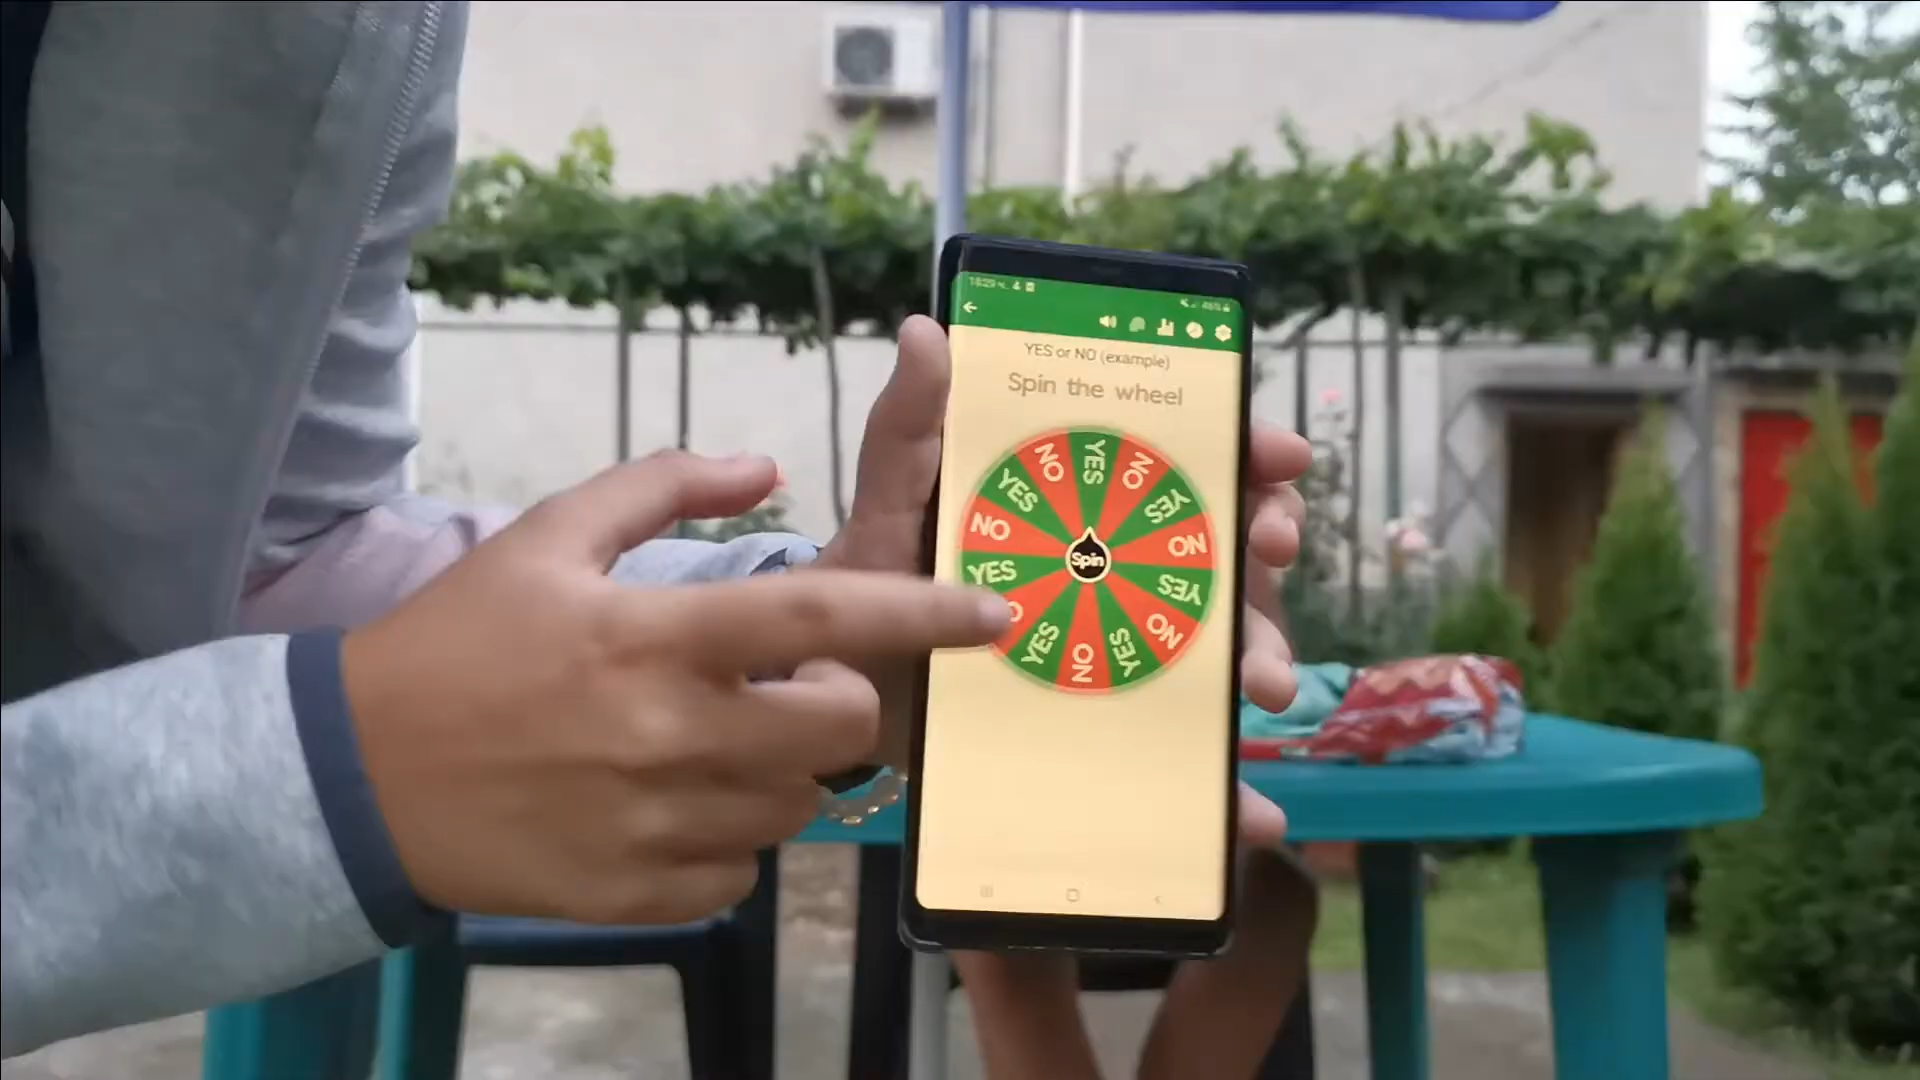 YES or NO (example)
Spin the wheel
YES
NO
YES
NO
YES
NO
YES
NO
YES
YES
NO
YES
NO
Spin